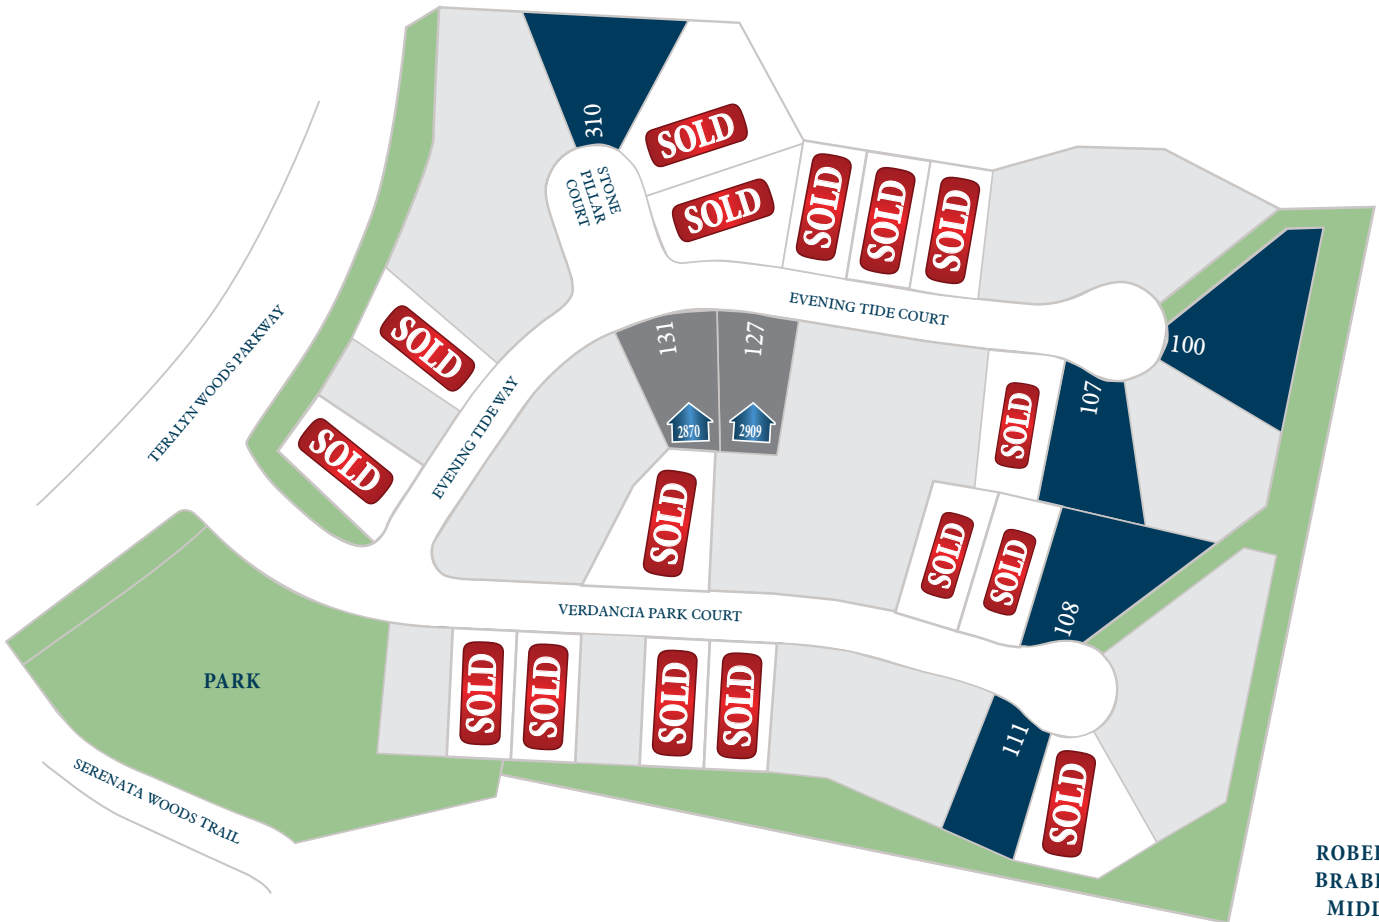 310
SOLD
STONE
PILLAR
COURT
SOLD
SOLD
SOLD
SOLD
EVENING TIDE COURT
100
SOLD
TERALYN WOODS PARKWAY
131
127
2870
2909
SOLD
107
SOLD
EVENING TIDE WAY
SOLD
SOLD
SOLD
108
VERDANCIA PARK COURT
PARK
SOLD
SOLD
SOLD
SOLD
111
SOLD
SERENATA WOODS TRAIL